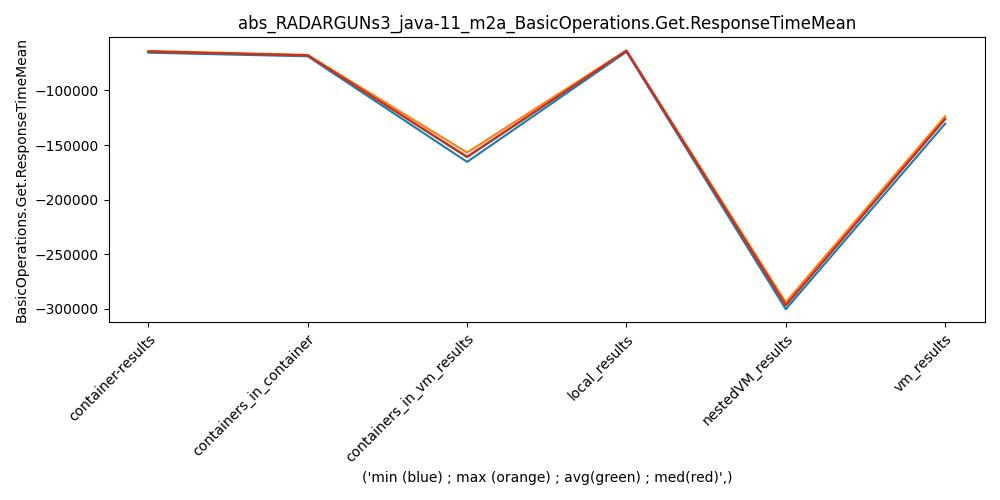 abs_RADARGUNs3_java-11_m2a_BasicOperations.Get.ResponseTimeMean
BasicOperations.Get.ResponseTimeMean
−100000
−150000
−200000
−250000
−300000
container-results
containers_in_container
containers_in_vm_results
local_results
nestedVM_results
vm_results
('min (blue) ; max (orange) ; avg(green) ; med(red)',)